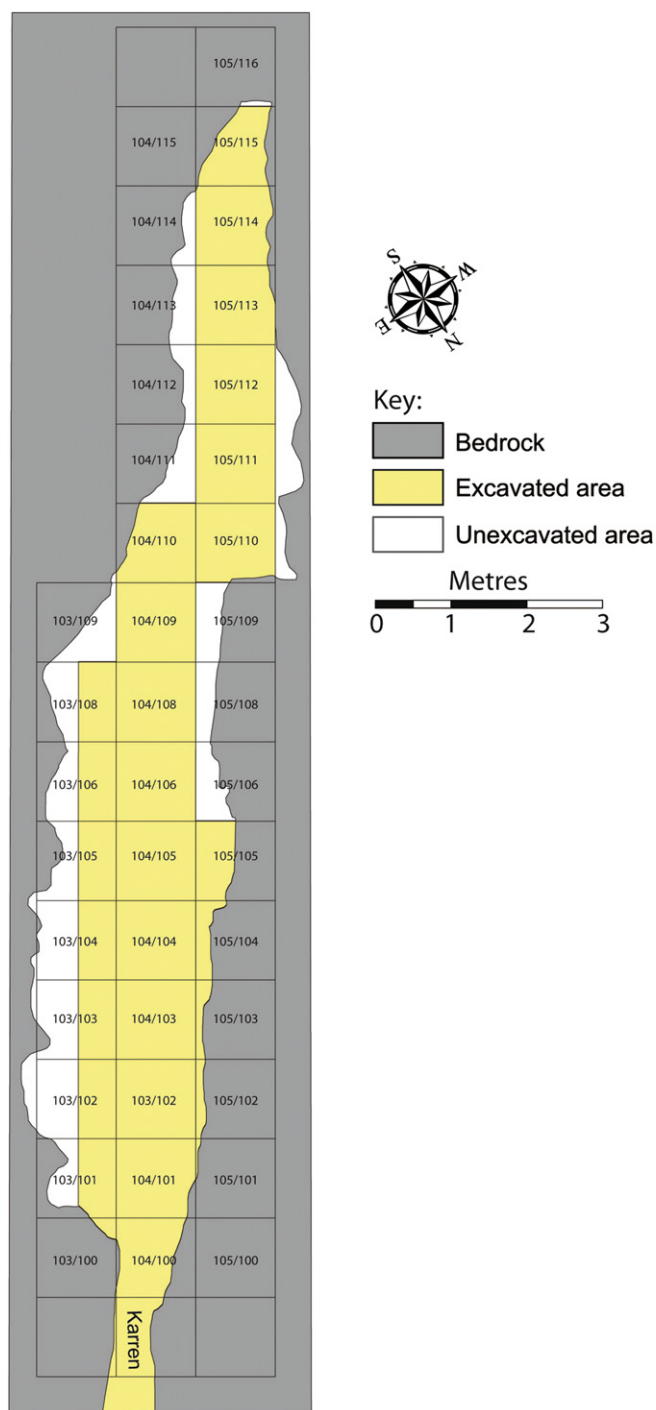 105/116
104/115 105/115
104/114 105/114
104/113 105/113
104/112 105/112
104/111 105/111
104/110 105/110
103/109 104/109 105/109
103/108 104/108 105/108
103/106 104/106 105/106
103/105 104/105 105/105
103/104 104/104 105/104
103/103 104/103 105/103
103/102 103/102 105/102
103/101 104/101 105/101
103/100 104/100 105/100
Karren
S
W
E
N
Key:
Bedrock
Excavated area
Unexcavated area
Metres
0 1 2 3